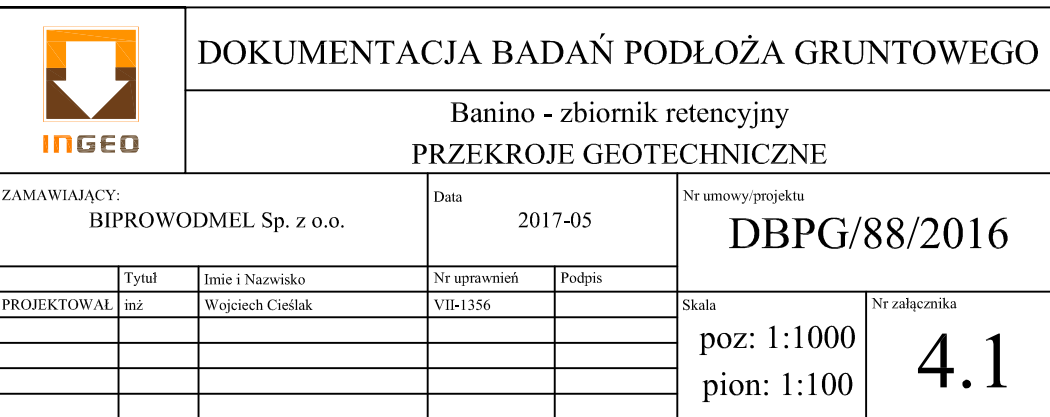 INGEO
DOKUMENTACJA BADAŃ PODŁOŻA GRUNTOWEGO
Banino - zbiornik retencyjny
PRZEKROJE GEOTECHNICZNE
ZAMAWIAJĄCY:
BIPROWODMEL Sp. z o.o.
Data
2017-05
Nr umowy/projektu
DBPG/88/2016
Tytuł Imie i Nazwisko Nr uprawnień Podpis
PROJEKTOWAŁ inż Wojciech Cieślak VII-1356
Skala
poz: 1:1000
pion: 1:100
Nr załącznika
4.1